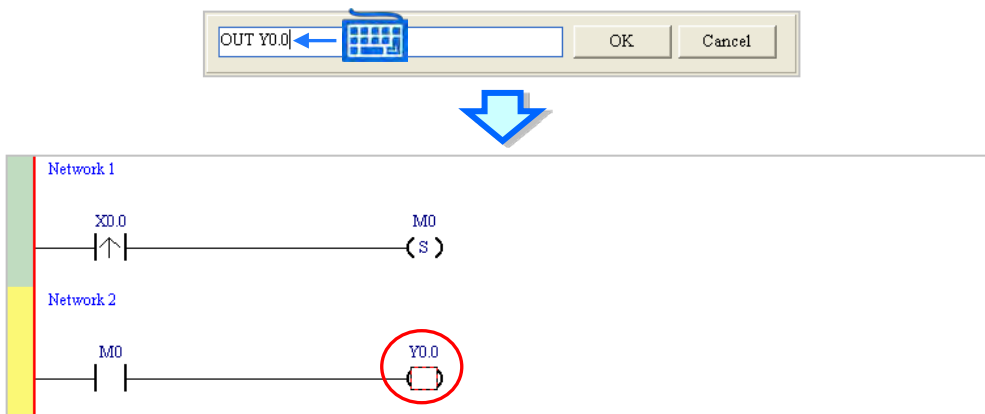 OUT Y0.0
OK
Cancel
Network 1
X0.0
M0
S
Network 2
M0
Y0.0